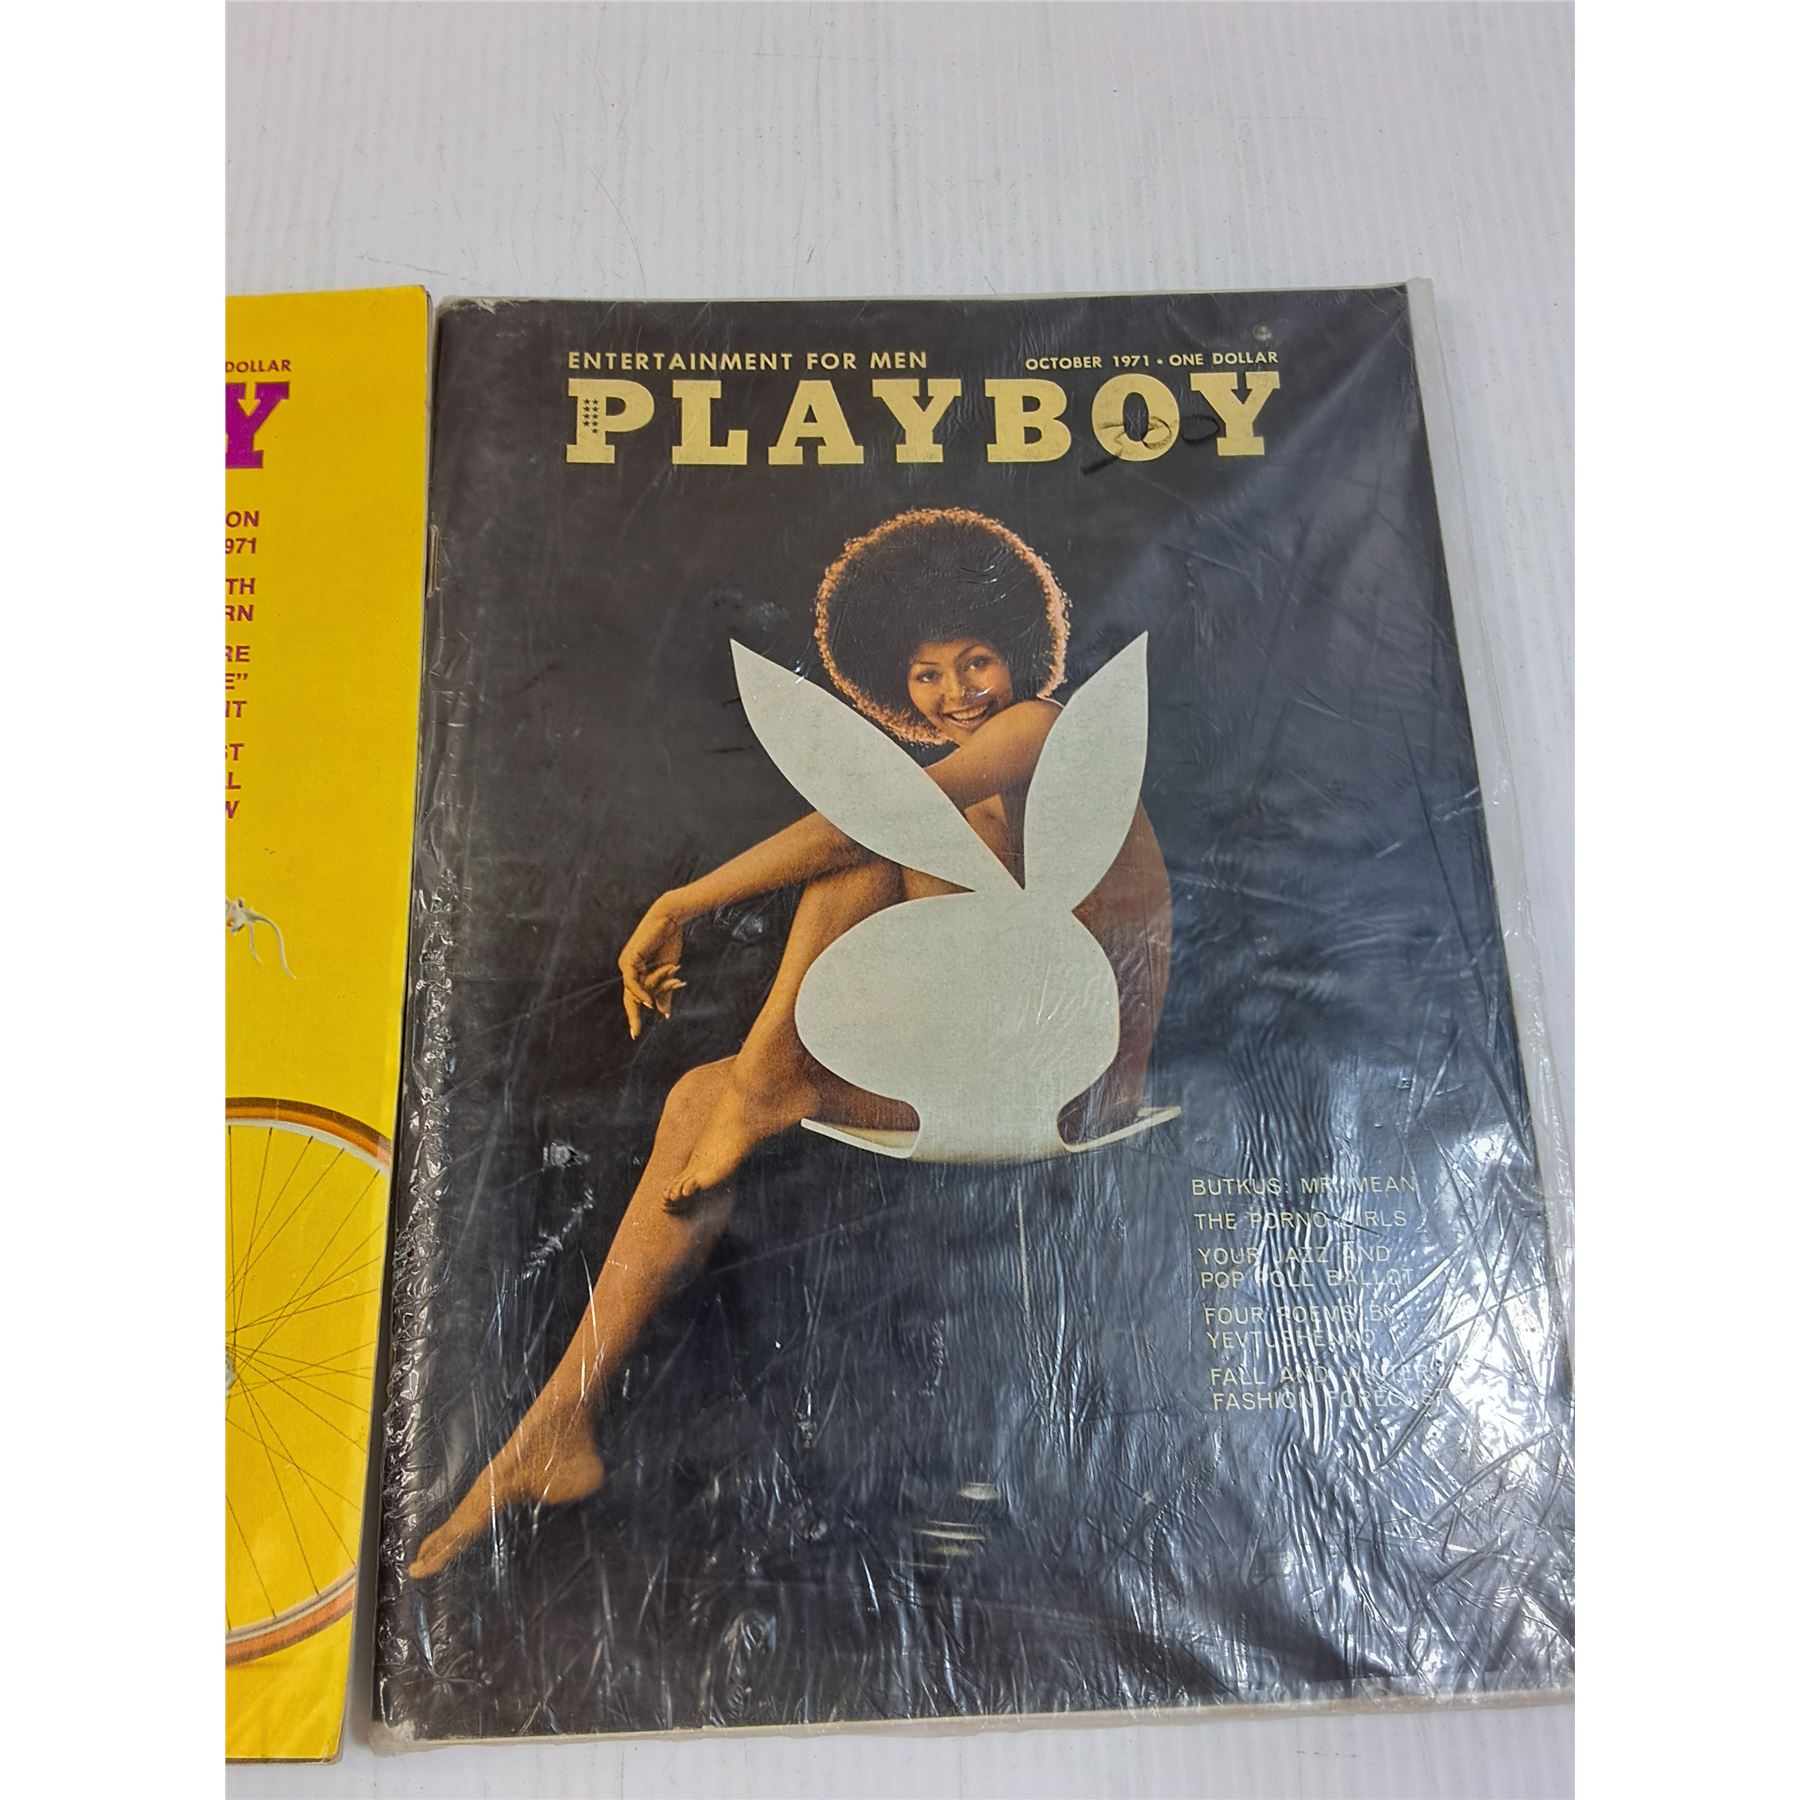 DOLLAR
Y
ON
971
TH
RN
RE
E"
NT
ST
L
W
ENTERTAINMENT FOR MEN
OCTOBER 1971 • ONE DOLLAR
PLAYBOY
BUTKUS: MR. MEAN
THE PORNO GIRLS
YOUR JAZZ AND
POP POLL BALLOT
FOUR POEMS BY
YEVTUSHENKO
FALL AND WINTER
FASHION FORECAST